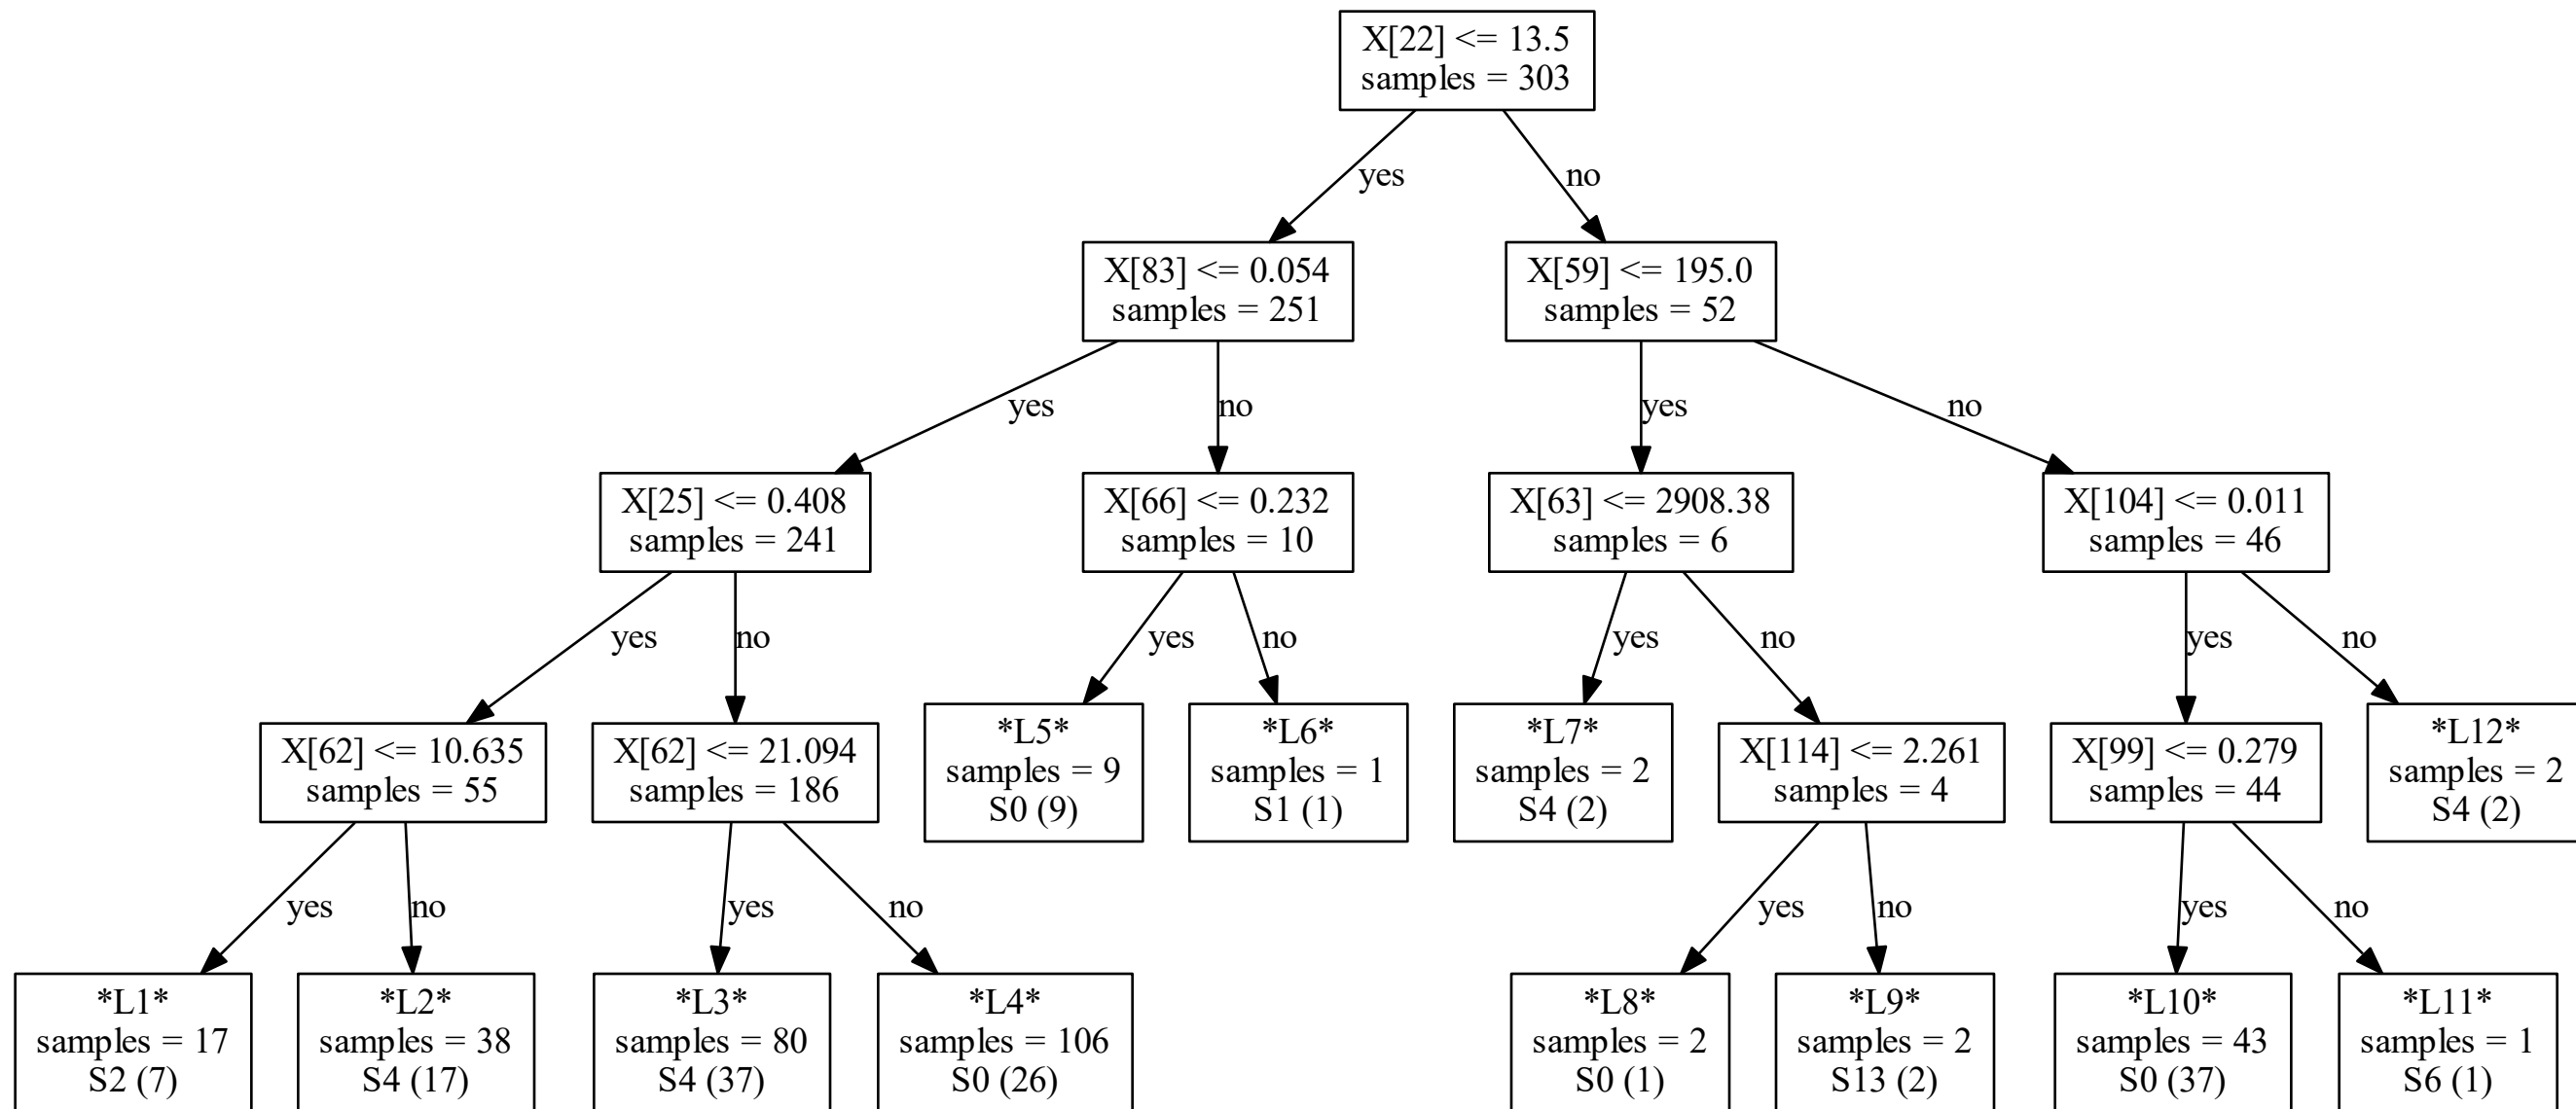 X[22] <= 13.5
samples = 303
yes
no
X[83] <= 0.054
samples = 251
X[59] <= 195.0
samples = 52
yes
no
yes
no
X[25] <= 0.408
samples = 241
X[66] <= 0.232
samples = 10
X[63] <= 2908.38
samples = 6
X[104] <= 0.011
samples = 46
yes
no
yes
no
yes
no
yes
no
X[62] <= 10.635
samples = 55
X[62] <= 21.094
samples = 186
*L5*
samples = 9
S0 (9)
*L6*
samples = 1
S1 (1)
*L7*
samples = 2
S4 (2)
X[114] <= 2.261
samples = 4
X[99] <= 0.279
samples = 44
*L12*
samples = 2
S4 (2)
yes
no
yes
no
yes
no
yes
no
*L1*
samples = 17
S2 (7)
*L2*
samples = 38
S4 (17)
*L3*
samples = 80
S4 (37)
*L4*
samples = 106
S0 (26)
*L8*
samples = 2
S0 (1)
*L9*
samples = 2
S13 (2)
*L10*
samples = 43
S0 (37)
*L11*
samples = 1
S6 (1)